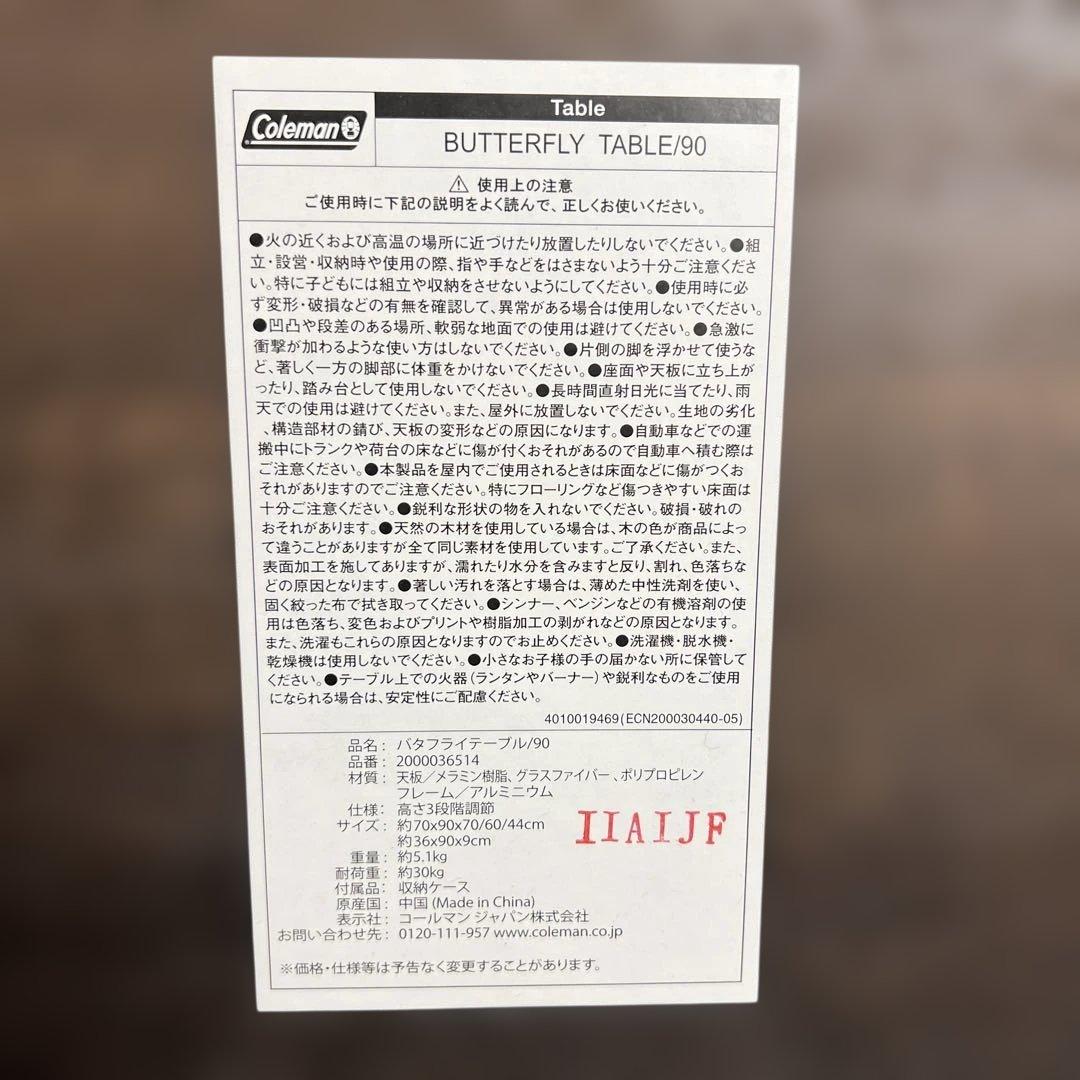 Coleman
Table
BUTTERFLY TABLE/90
⚠ 使用上の注意
ご使用時に下記の説明をよく読んで、正しくお使いください。
●火の近くおよび高温の場所に近づけたり放置したりしないでください。●組
立・設営・収納時や使用の際、指や手などをはさまないよう十分ご注意くださ
い。特に子どもには組立や収納をさせないようにしてください。●使用時に必
ず変形・破損などの有無を確認して、異常がある場合は使用しないでください。
●凹凸や段差のある場所、軟弱な地面での使用は避けてください。●急激に
衝撃が加わるような使い方はしないでください。●片側の脚を浮かせて使うな
ど、著しく一方の脚部に体重をかけないでください。●座面や天板に立ち上が
ったり、踏み台として使用しないでください。●長時間直射日光に当てたり、雨
天での使用は避けてください。また、屋外に放置しないでください。生地の劣化
、構造部材の錆び、天板の変形などの原因になります。●自動車などでの運
搬中にトランクや荷台の床などに傷が付くおそれがあるので自動車へ積む際は
ご注意ください。●本製品を屋内でご使用されるときは床面などに傷がつくお
それがありますのでご注意ください。特にフローリングなど傷つきやすい床面は
十分ご注意ください。●鋭利な形状の物を入れないでください。破損・破れの
おそれがあります。●天然の木材を使用している場合は、木の色が商品によっ
て違うことがありますが全て同じ素材を使用しています。ご了承ください。また、
表面加工を施してありますが、濡れたり水分を含みますと反り、割れ、色落ちな
どの原因となります。●著しい汚れを落とす場合は、薄めた中性洗剤を使い、
固く絞った布で拭き取ってください。●シンナー、ベンジンなどの有機溶剤の使
用は色落ち、変色およびプリントや樹脂加工の剥がれなどの原因となります。
また、洗濯もこれらの原因となりますのでお止めください。●洗濯機・脱水機・
乾燥機は使用しないでください。●小さなお子様の手の届かない所に保管して
ください。●テーブル上での火器(ランタンやバーナー)や鋭利なものをご使用
になられる場合は、安定性にご配慮ください。
4010019469(ECN200030440-05)
品名: バタフライテーブル/90
品番: 2000036514
材質: 天板/メラミン樹脂、グラスファイバー、ポリプロピレン
フレーム/アルミニウム
仕様: 高さ3段階調節
サイズ: 約70x90x70/60/44cm
約36x90x9cm
IIAIJF
重量: 約5.1kg
耐荷重: 約30kg
付属品: 収納ケース
原産国: 中国 (Made in China)
表示社: コールマン ジャパン株式会社
お問い合わせ先: 0120-111-957 www.coleman.co.jp
※価格・仕様等は予告なく変更することがあります。